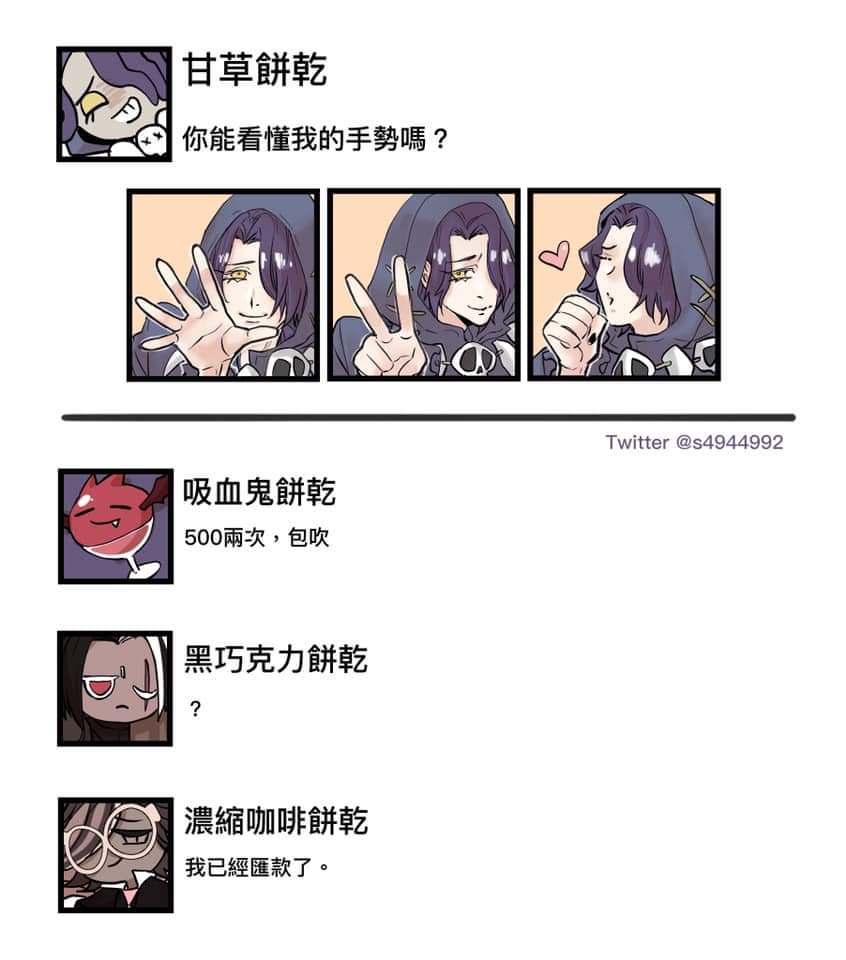 甘草餅乾
你能看懂我的手勢嗎？
Twitter @s4944992
吸血鬼餅乾
500兩次，包吹
黑巧克力餅乾
？
濃縮咖啡餅乾
我已經匯款了。